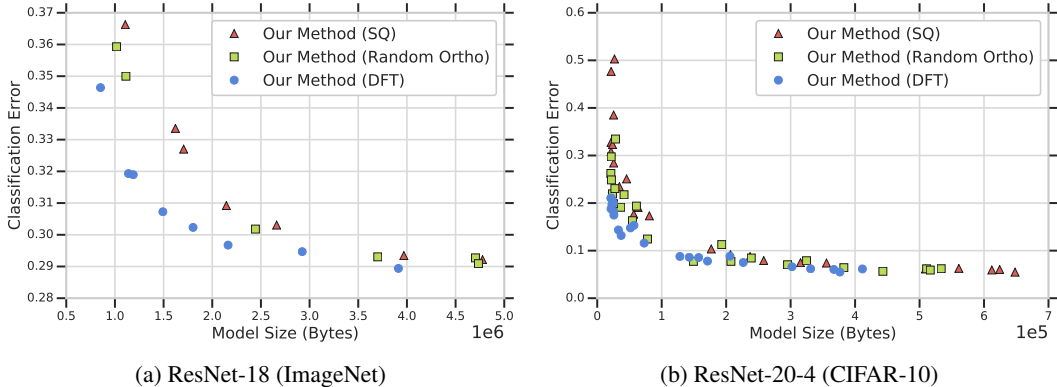 0.37
0.36
0.35
0.34
0.33
0.32
0.31
0.30
0.29
0.28
Classification Error
Our Method (SQ)
Our Method (Random Ortho)
Our Method (DFT)
0.5 1.0 1.5 2.0 2.5 3.0 3.5 4.0 4.5 5.0
Model Size (Bytes) 1e6
(a) ResNet-18 (ImageNet)
0.6
0.5
0.4
0.3
0.2
0.1
0.0
Classification Error
Our Method (SQ)
Our Method (Random Ortho)
Our Method (DFT)
0 1 2 3 4 5 6 7
Model Size (Bytes) 1e5
(b) ResNet-20-4 (CIFAR-10)